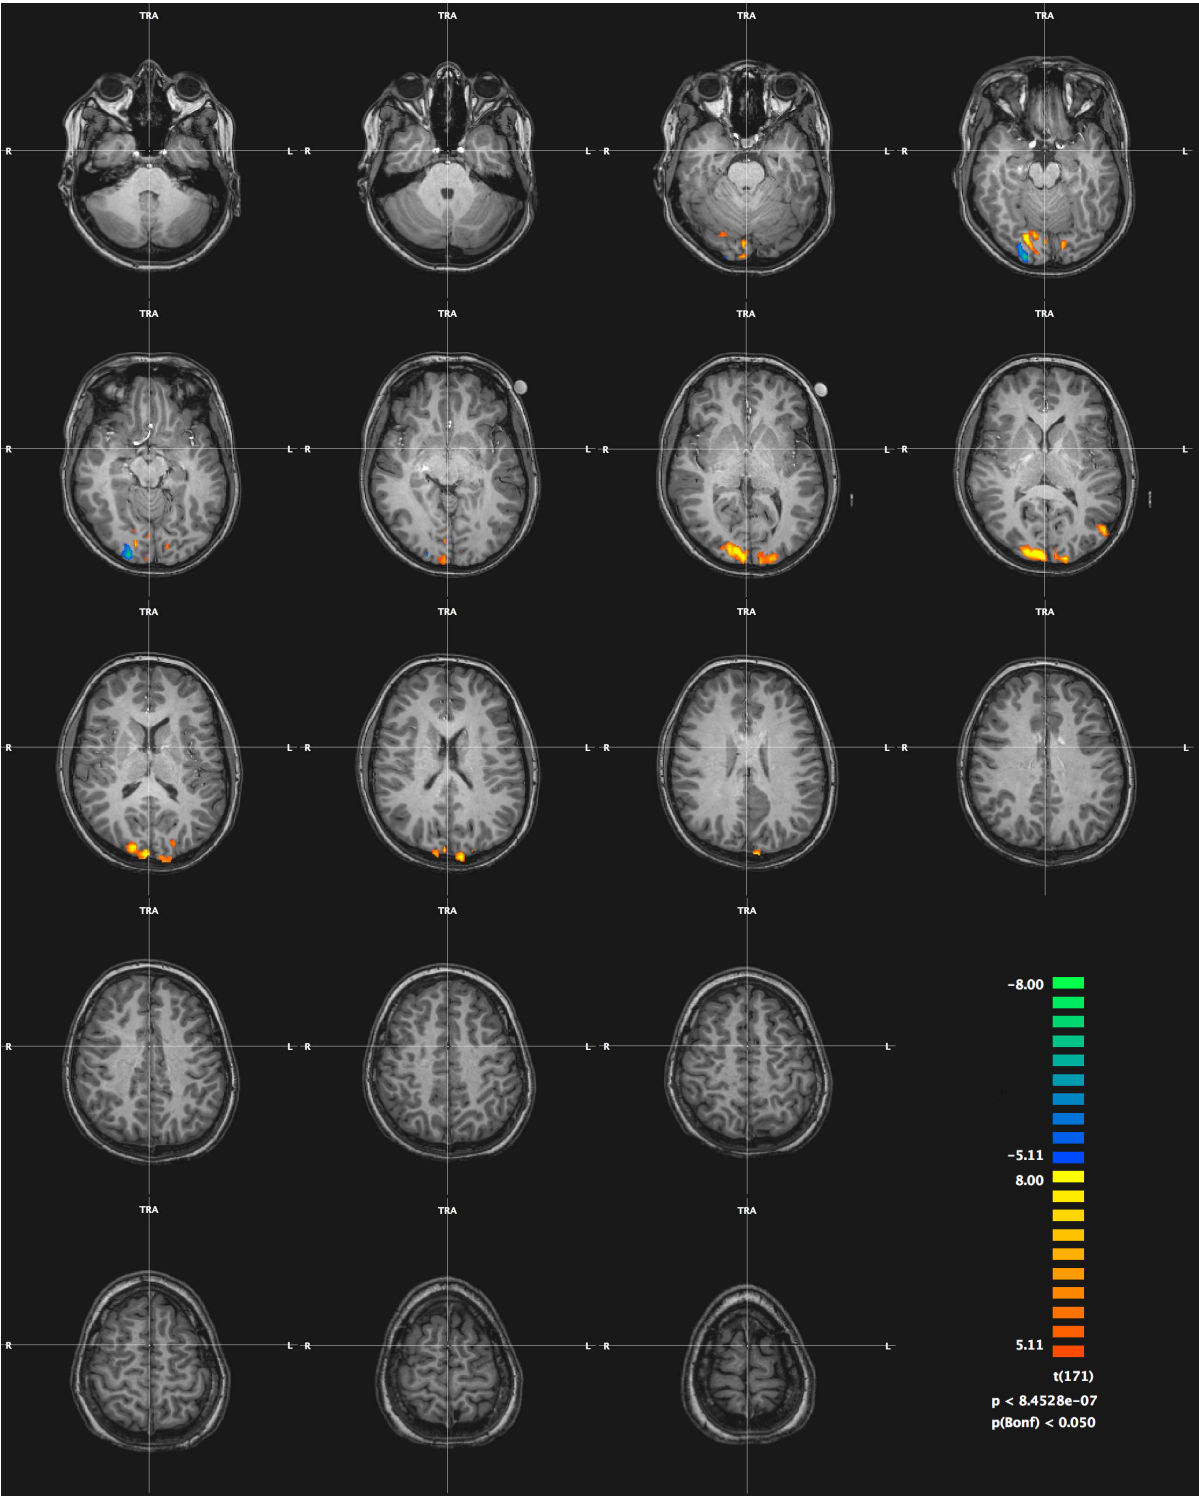 TRA TRA TRA TRA
R L R L R L R L
TRA TRA TRA TRA
R L R L R L R L
TRA TRA TRA TRA
R L R L R L R L
TRA TRA TRA
R L R L R L
-8.00
-5.11
8.00
5.11
t(171)
p < 8.4528e-07
p(Bonf) < 0.050
TRA TRA TRA
R L R L R L